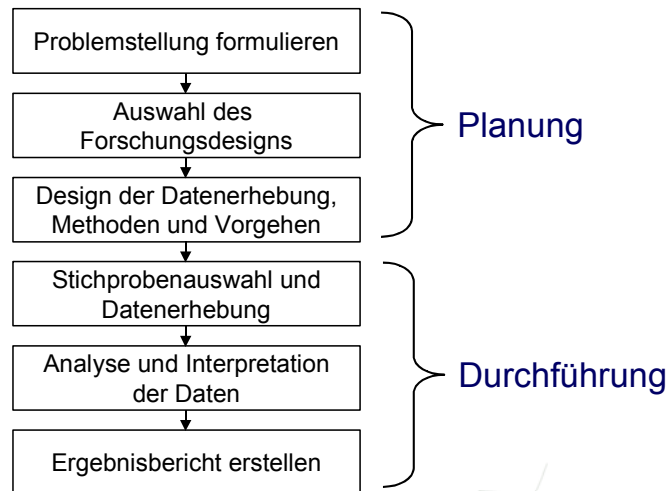 Problemstellung formulieren
Auswahl des
Forschungsdesigns
Planung
Design der Datenerhebung,
Methoden und Vorgehen
Stichprobenauswahl und
Datenerhebung
Analyse und Interpretation
der Daten
Durchführung
Ergebnisbericht erstellen